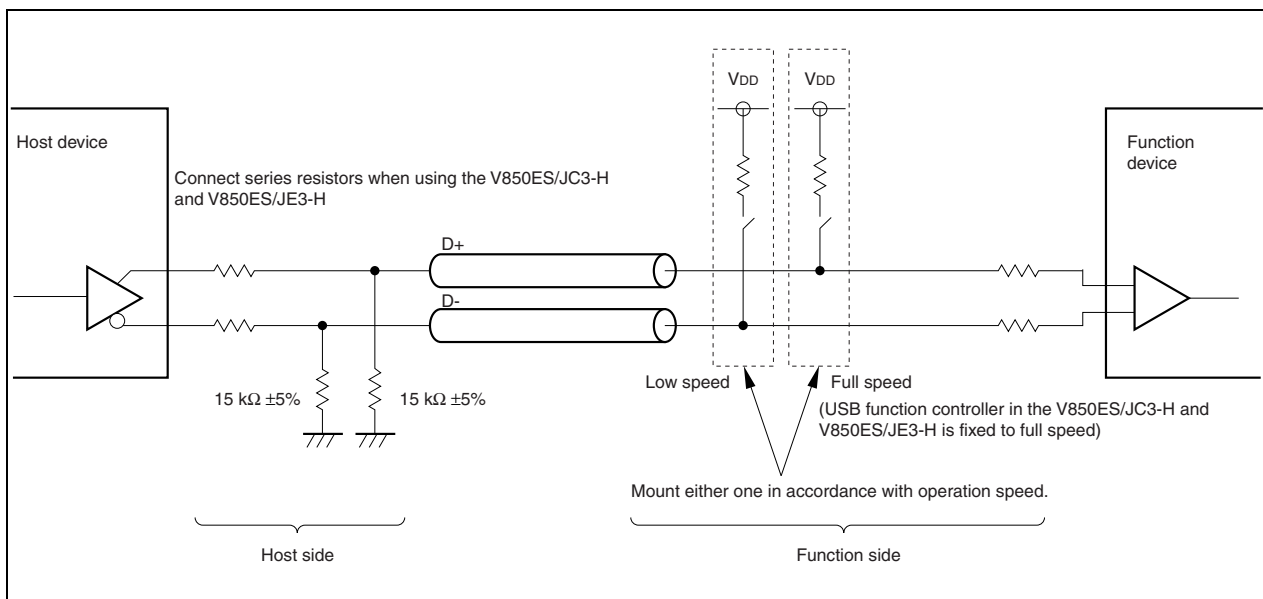 VDD
VDD
Host device
Function
device
Connect series resistors when using the V850ES/JC3-H
and V850ES/JE3-H
D+
D-
15 kΩ ±5%
15 kΩ ±5%
Low speed
Full speed
(USB function controller in the V850ES/JC3-H and
V850ES/JE3-H is fixed to full speed)
Mount either one in accordance with operation speed.
Host side
Function side